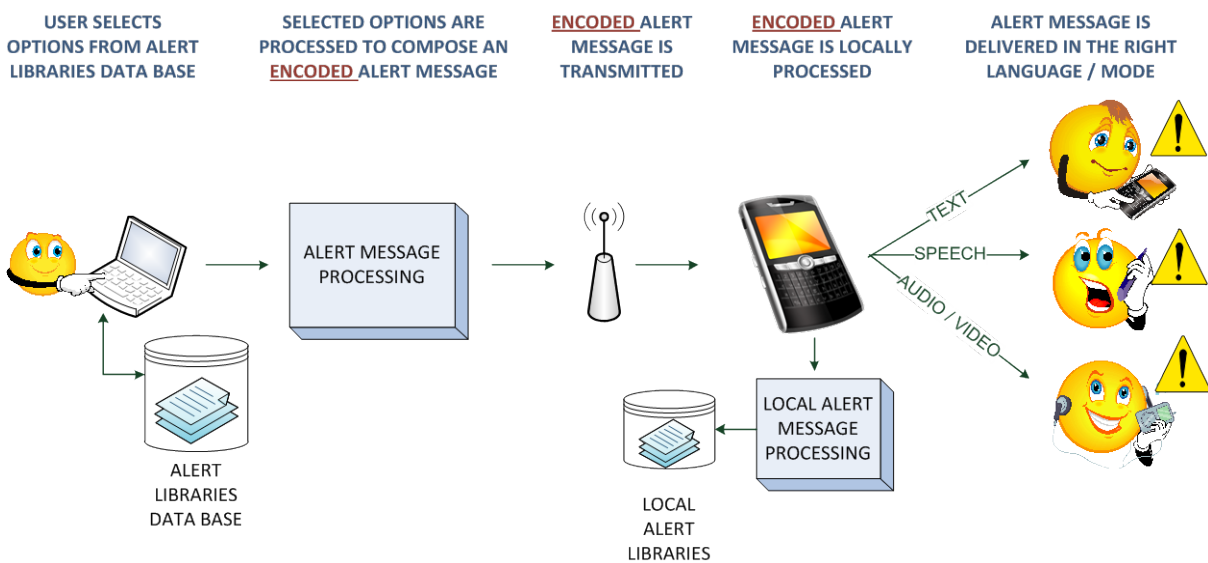 USER SELECTS
OPTIONS FROM ALERT
LIBRARIES DATA BASE
SELECTED OPTIONS ARE
PROCESSED TO COMPOSE AN
ENCODED ALERT MESSAGE
ENCODED ALERT
MESSAGE IS
TRANSMITTED
ENCODED ALERT
MESSAGE IS LOCALLY
PROCESSED
ALERT MESSAGE IS
DELIVERED IN THE RIGHT
LANGUAGE / MODE
ALERT MESSAGE
PROCESSING
TEXT
SPEECH
AUDIO / VIDEO
ALERT
LIBRARIES
DATA BASE
LOCAL ALERT
MESSAGE
PROCESSING
LOCAL
ALERT
LIBRARIES